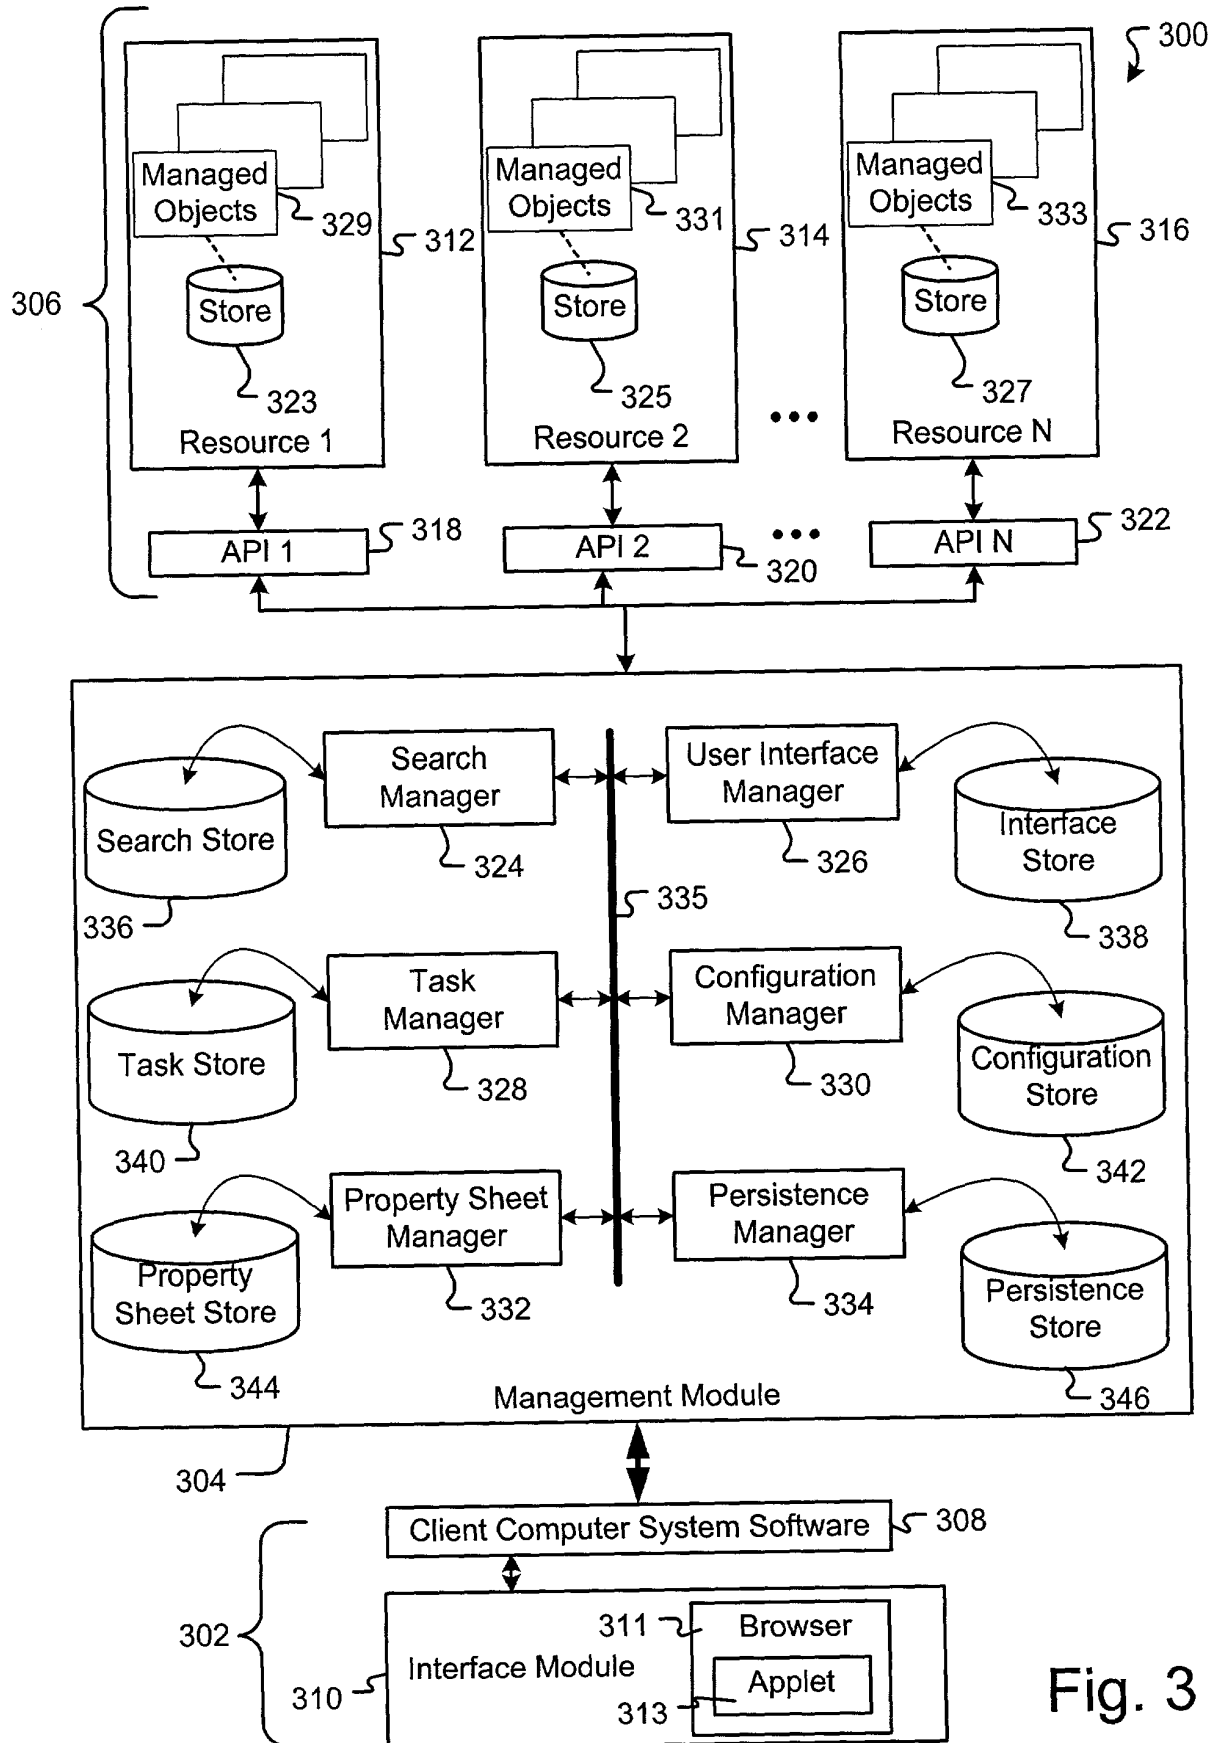 300
Managed
Objects
329
312
Store
323
Resource 1
Managed
Objects
331
314
Store
325
Resource 2
Managed
Objects
333
316
Store
327
Resource N
306
API 1
318
API 2
320
API N
322
Search
Manager
324
User Interface
Manager
326
Search Store
336
Interface
Store
338
335
Task
Manager
328
Configuration
Manager
330
Task Store
340
Configuration
Store
342
Property Sheet
Manager
332
Persistence
Manager
334
Property
Sheet Store
344
Persistence
Store
346
Management Module
304
Client Computer System Software
308
302
311
Browser
Interface Module
310
Applet
313
Fig. 3